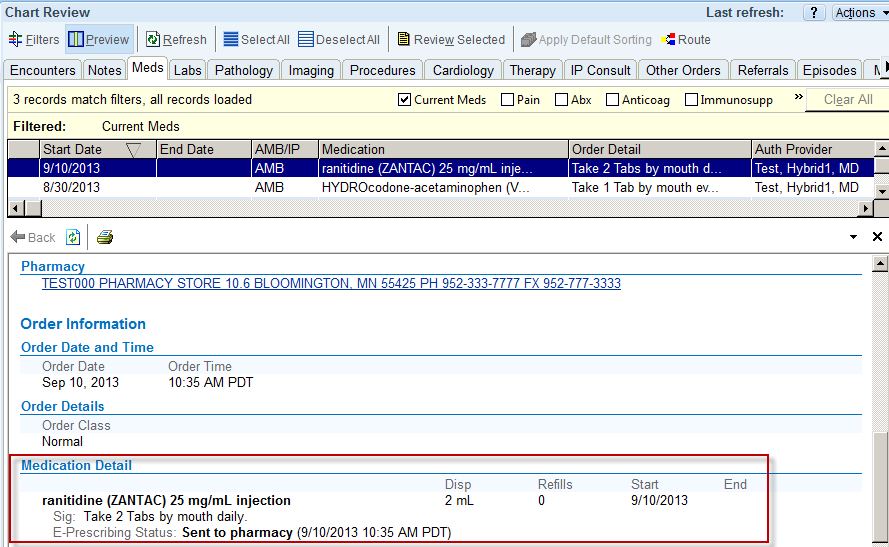 Chart Review Last refresh: ? Actions
Filters Preview Refresh Select All Deselect All Review Selected Apply Default Sorting Route
Encounters Notes Meds Labs Pathology Imaging Procedures Cardiology Therapy IP Consult Other Orders Referrals Episodes
3 records match filters, all records loaded Current Meds Pain Abx Anticoag Immunosupp » Clear All
Filtered: Current Meds
Start Date End Date AMB/IP Medication Order Detail Auth Provider
9/10/2013 AMB ranitidine (ZANTAC) 25 mg/mL inje... Take 2 Tabs by mouth d... Test, Hybrid1, MD
8/30/2013 AMB HYDROcodone-acetaminophen (V... Take 1 Tab by mouth ev... Test, Hybrid1, MD
Back
Pharmacy
TEST000 PHARMACY STORE 10.6 BLOOMINGTON, MN 55425 PH 952-333-7777 FX 952-777-3333
Order Information
Order Date and Time
Order Date Order Time
Sep 10, 2013 10:35 AM PDT
Order Details
Order Class
Normal
Medication Detail
Disp Refills Start End
ranitidine (ZANTAC) 25 mg/mL injection 2 mL 0 9/10/2013
Sig: Take 2 Tabs by mouth daily.
E-Prescribing Status: Sent to pharmacy (9/10/2013 10:35 AM PDT)